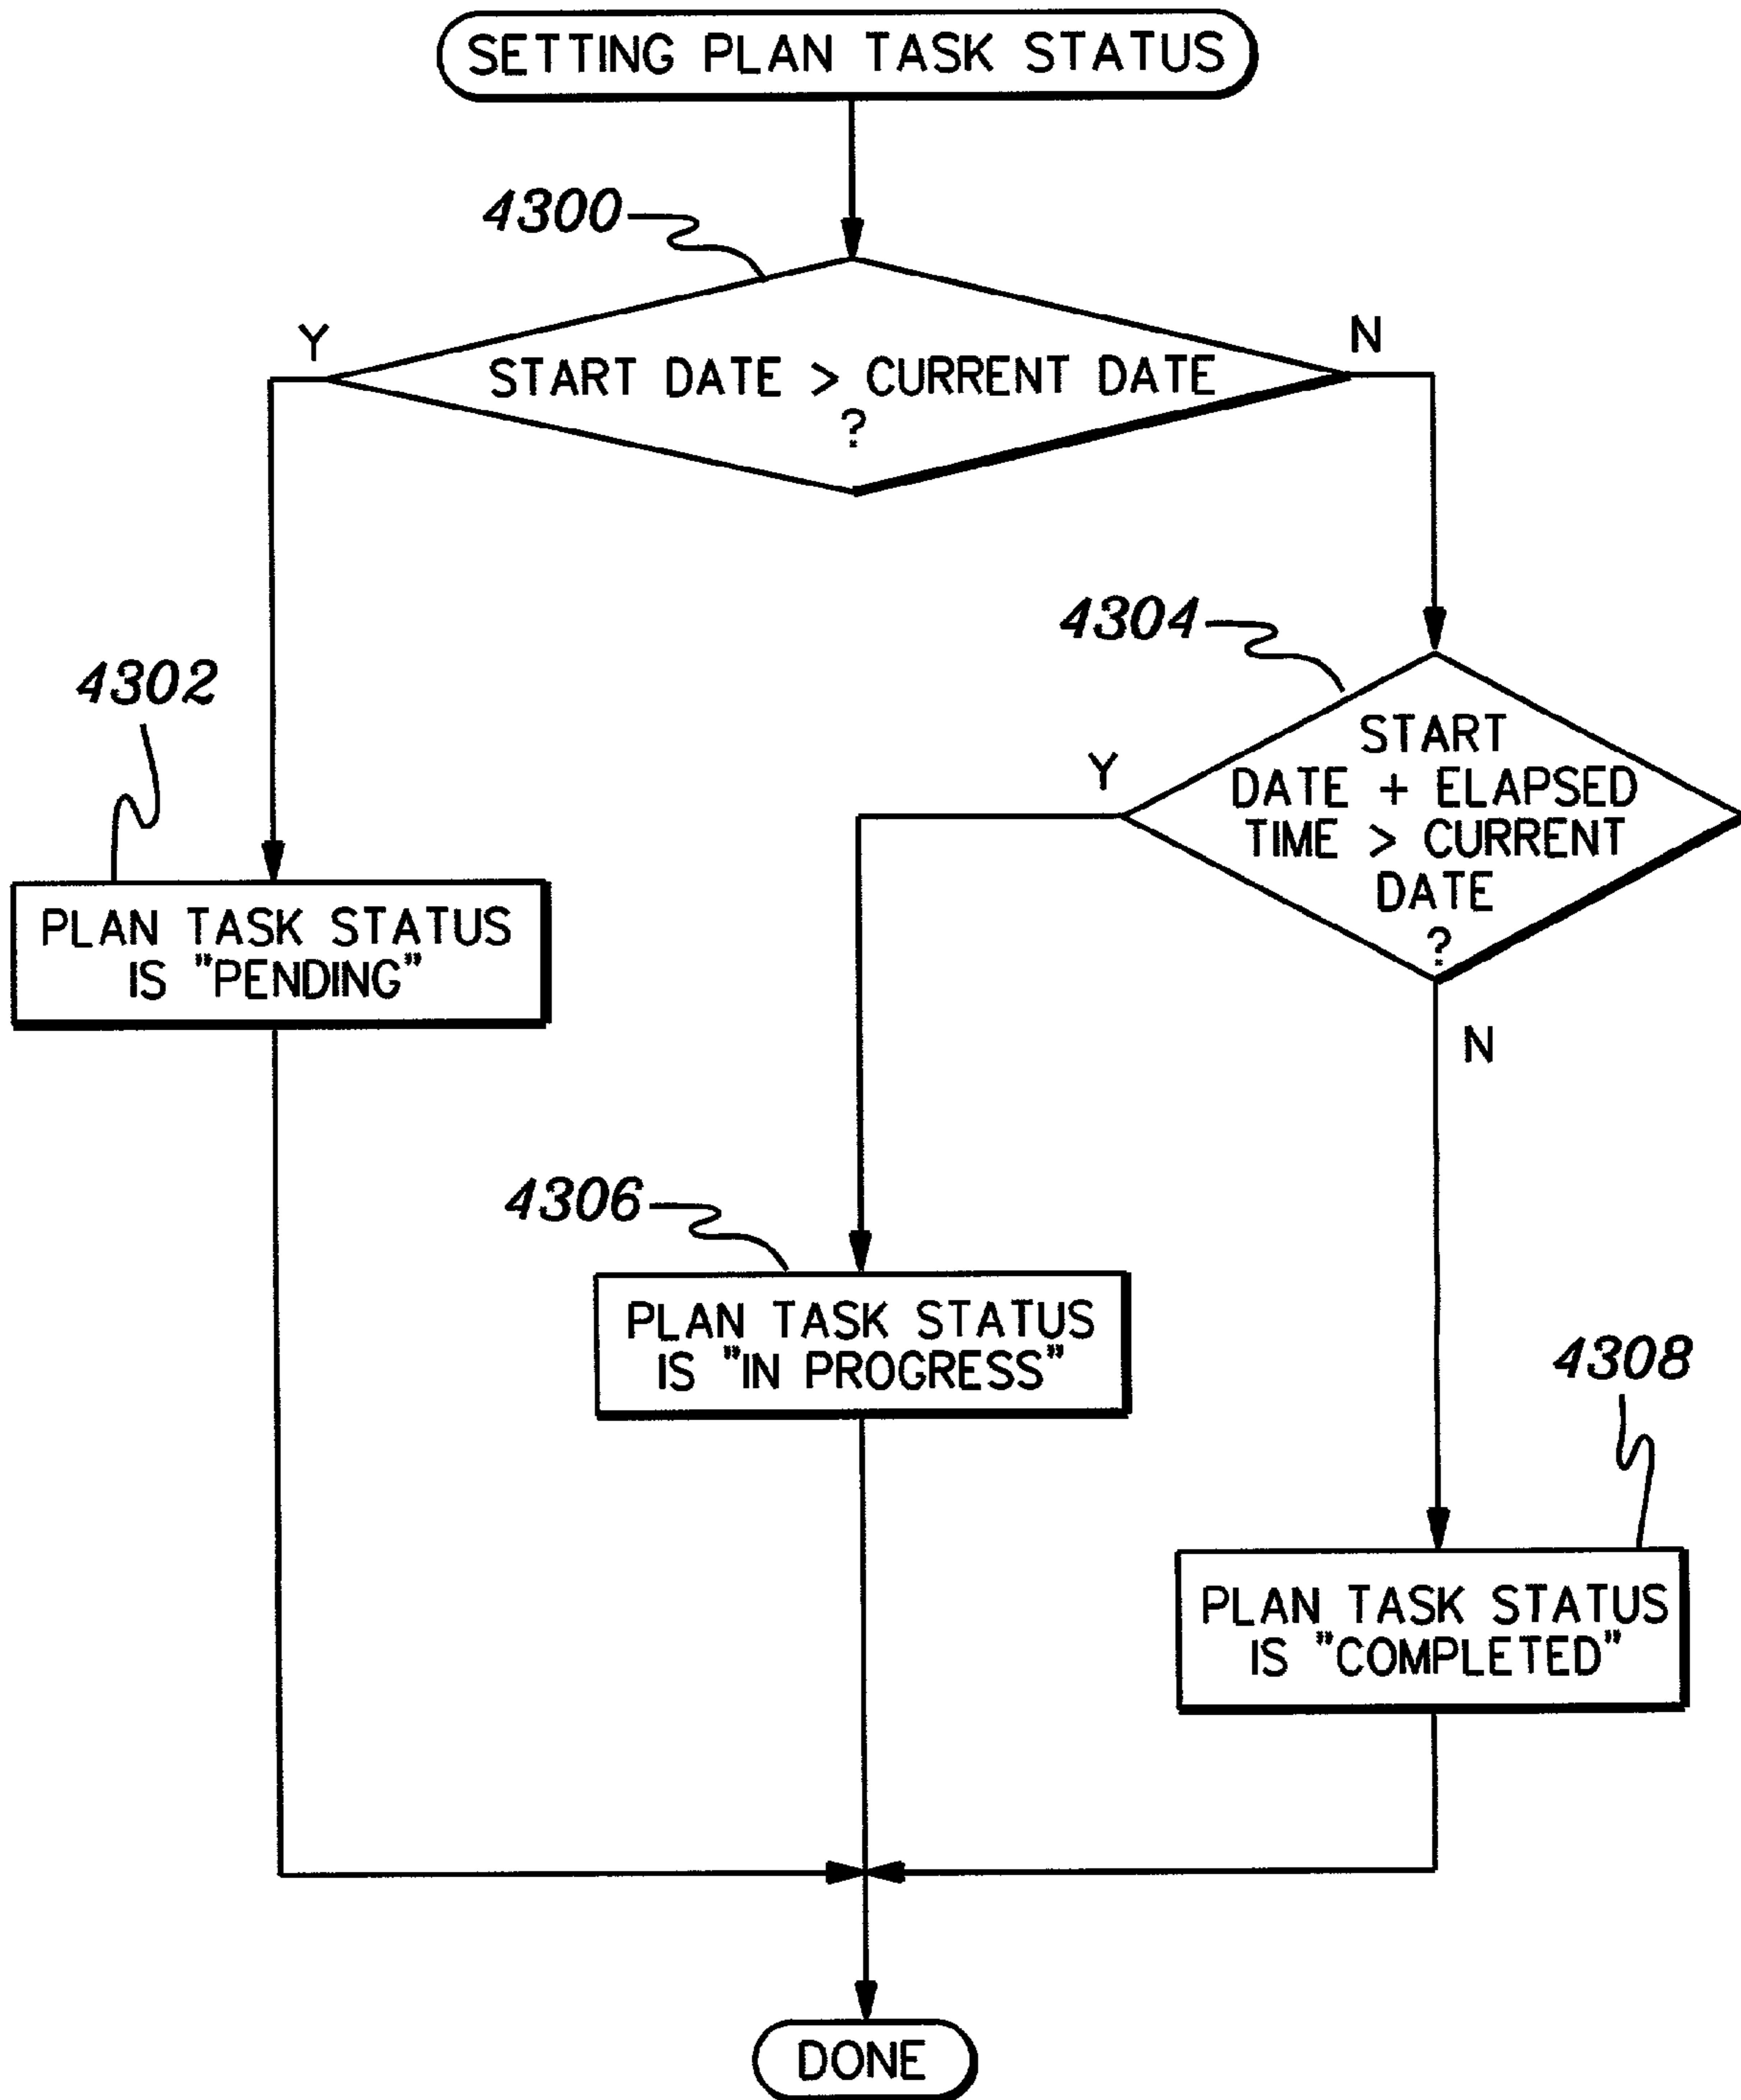 SETTING PLAN TASK STATUS
4300
Y
N
START DATE > CURRENT DATE
?
4304
4302
START
Y
DATE + ELAPSED
TIME > CURRENT
DATE
?
PLAN TASK STATUS
IS "PENDING"
N
4306
PLAN TASK STATUS
IS "IN PROGRESS"
4308
PLAN TASK STATUS
IS "COMPLETED"
DONE